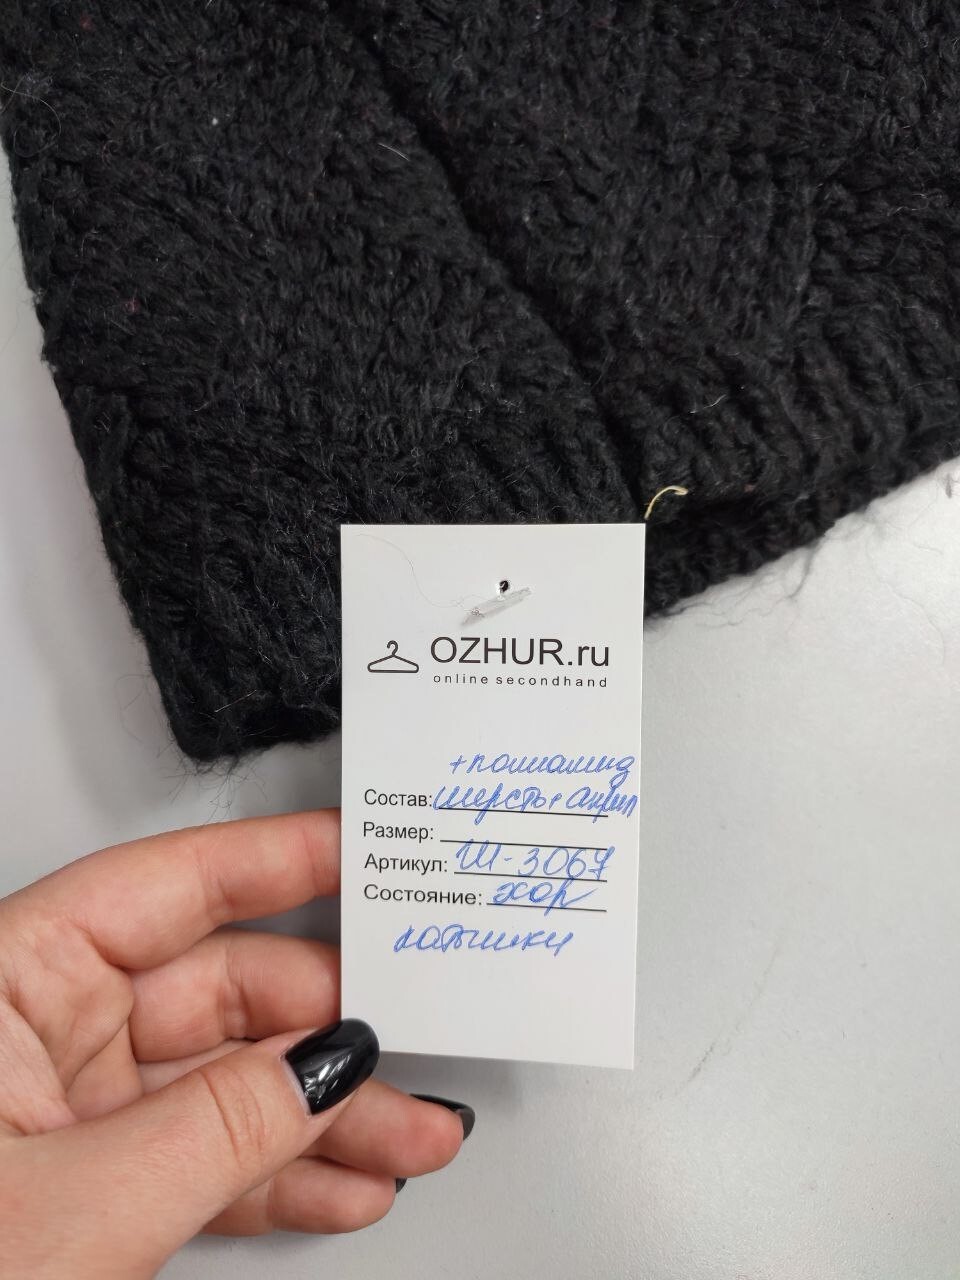 OZHUR.ru
online secondhand
+полиамид
Состав: шерсть+ акрил
Размер:
Артикул: Ш-3067
Состояние: хор
катышки